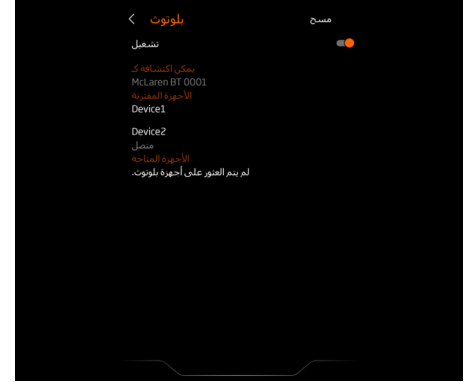 بلوتوث
مسح
تشغيل
يمكن اكتشافه كـ
McLaren BT 0001
الأجهزة المقترنة
Device1
Device2
متصل
الأجهزة المتاحة
لم يتم العثور على أجهزة بلوتوث.